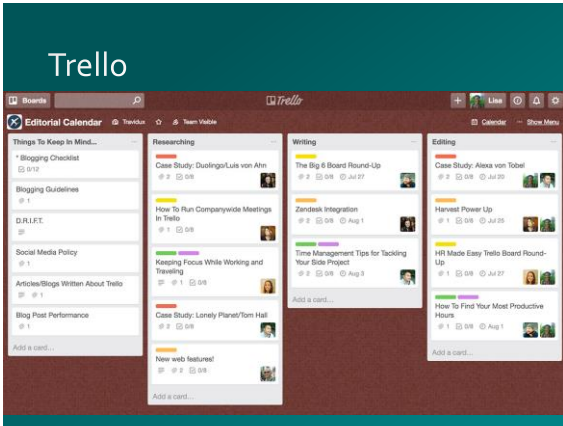 Trello
Boards
Trello
Lisa
Editorial Calendar
Travidus
Team Visible
Calendar
Show Menu
Things To Keep In Mind...
* Blogging Checklist
0/12
Blogging Guidelines
1
D.R.I.F.T.
Social Media Policy
1
Articles/Blogs Written About Trello
1
Blog Post Performance
1
Add a card...
Researching
Case Study: Duolingo/Luis von Ahn
2 0/8
How To Run Companywide Meetings
In Trello
1 0/8
Keeping Focus While Working and
Traveling
1 0/8
Case Study: Lonely Planet/Tom Hall
2 0/8
New web features!
2 0/8
Add a card...
Writing
The Big 6 Board Round-Up
2 0/8 Jul 27
Zendesk Integration
2 0/8 Aug 1
Time Management Tips for Tackling
Your Side Project
2 0/8 Aug 3
Add a card...
Editing
Case Study: Alexa von Tobel
2 0/8 Jul 20
Harvest Power Up
1 0/8 Jul 25
HR Made Easy Trello Board Round-
Up
1 0/8 Jul 27
How To Find Your Most Productive
Hours
1 0/8 Aug 1
Add a card...